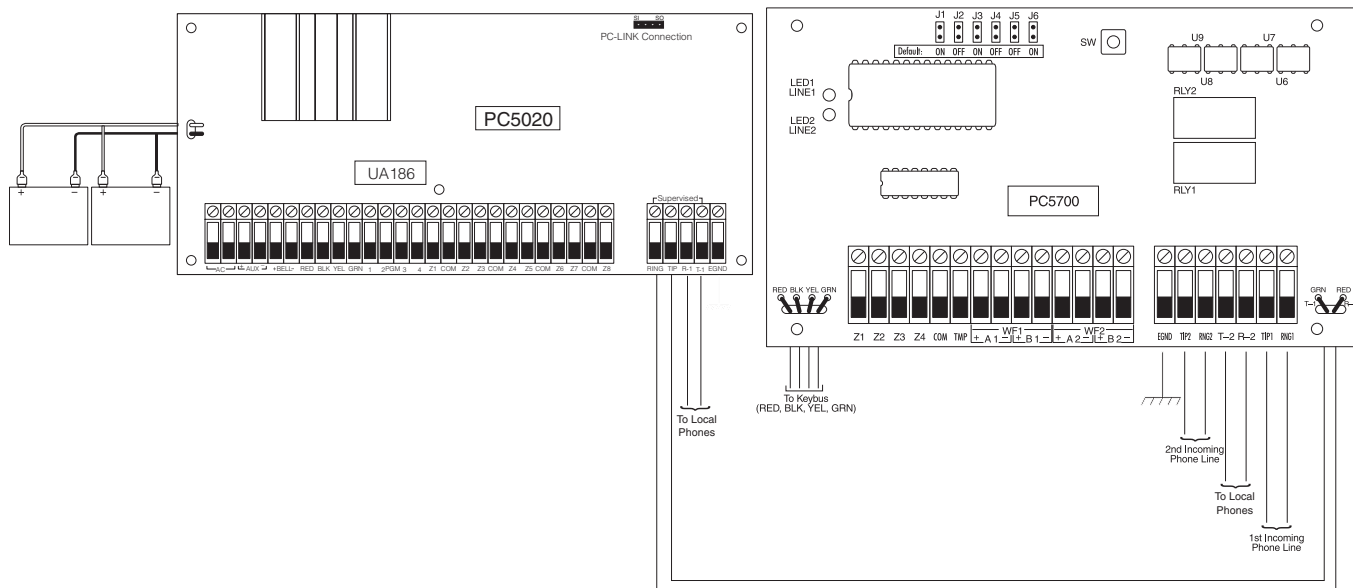 SI SO
PC-LINK Connection
PC5020
UA186
+ − + −
Supervised
AC + AUX − +BELL- RED BLK YEL GRN 1 2 PGM 3 4 Z1 COM Z2 Z3 COM Z4 Z5 COM Z6 Z7 COM Z8
RING TIP R-1 T-1 EGND
To Local
Phones
J1 J2 J3 J4 J5 J6
Default: ON OFF ON OFF OFF ON
SW
U9 U7
U8 U6
LED1
LINE1
LED2
LINE2
RLY2
RLY1
PC5700
RED BLK YEL GRN
GRN RED
T-1 R-
WF1 WF2
Z1 Z2 Z3 Z4 COM TMP + A 1 − + B 1 − + A 2 − + B 2 −
EGND TIP2 RNG2 T-2 R-2 TIP1 RNG1
To Keybus
(RED, BLK, YEL, GRN)
2nd Incoming
Phone Line
To Local
Phones
1st Incoming
Phone Line